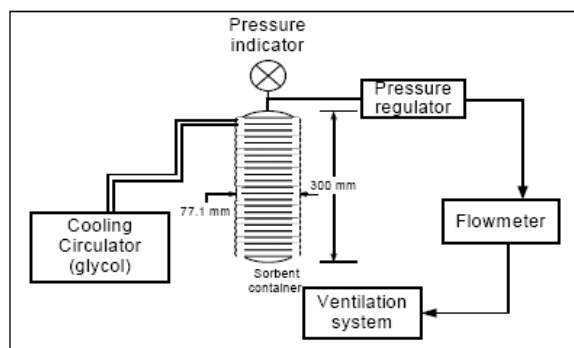 Pressure
indicator
Pressure
regulator
300 mm
77.1 mm
Cooling
Circulator
(glycol)
Flowmeter
Sorbent
container
Ventilation
system